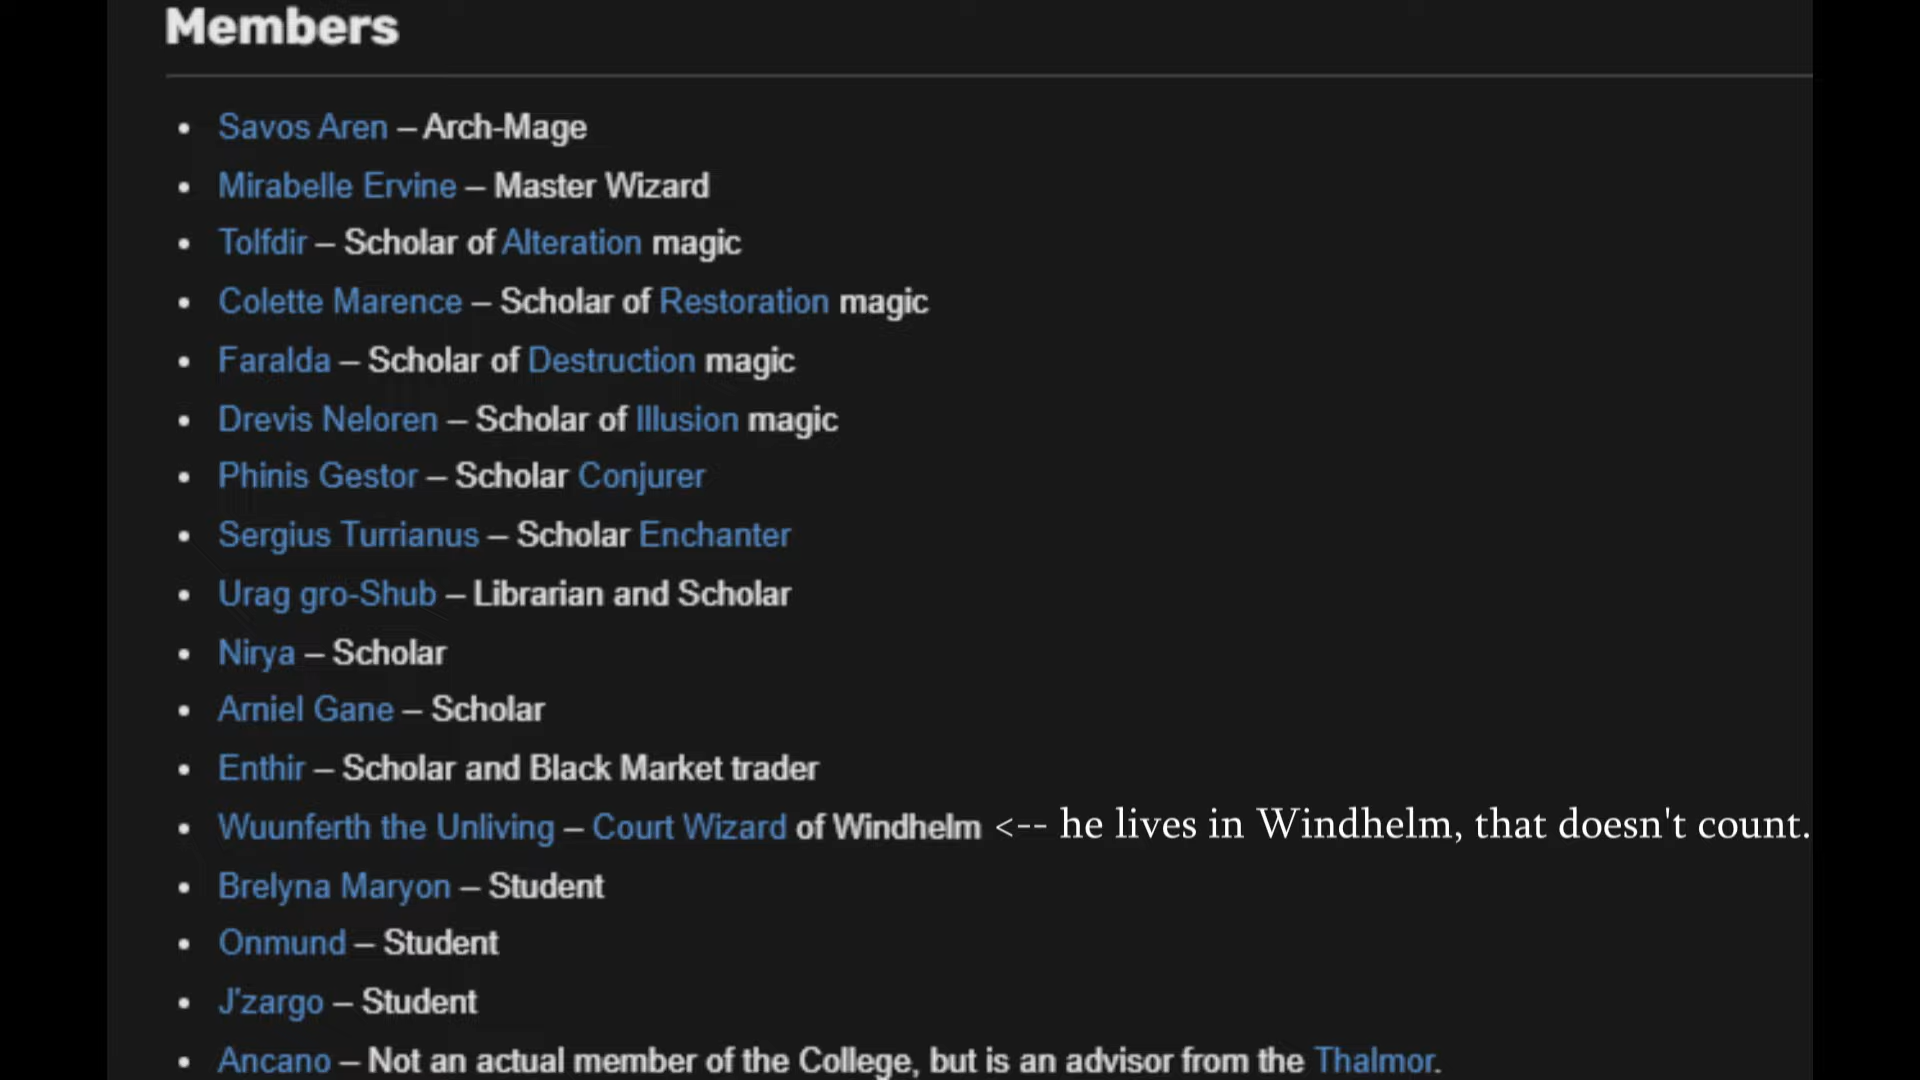 Members
• Savos Aren – Arch-Mage
• Mirabelle Ervine – Master Wizard
• Tolfdir – Scholar of Alteration magic
• Colette Marence – Scholar of Restoration magic
• Faralda – Scholar of Destruction magic
• Drevis Neloren – Scholar of Illusion magic
• Phinis Gestor – Scholar Conjurer
• Sergius Turrianus – Scholar Enchanter
• Urag gro-Shub – Librarian and Scholar
• Nirya – Scholar
• Arniel Gane – Scholar
• Enthir – Scholar and Black Market trader
• Wuunferth the Unliving – Court Wizard of Windhelm <-- he lives in Windhelm, that doesn't count.
• Brelyna Maryon – Student
• Onmund – Student
• J'zargo – Student
• Ancano – Not an actual member of the College, but is an advisor from the Thalmor.